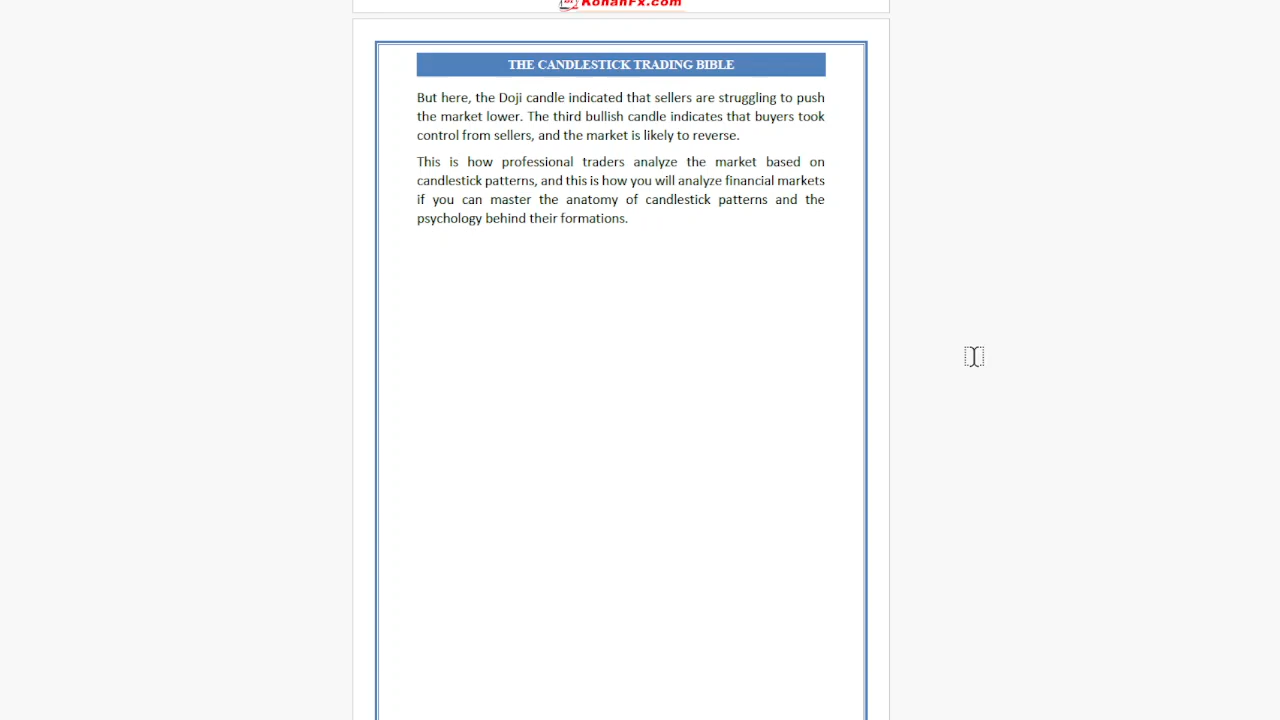 KohanFx.com
THE CANDLESTICK TRADING BIBLE
But here, the Doji candle indicated that sellers are struggling to push
the market lower. The third bullish candle indicates that buyers took
control from sellers, and the market is likely to reverse.
This is how professional traders analyze the market based on
candlestick patterns, and this is how you will analyze financial markets
if you can master the anatomy of candlestick patterns and the
psychology behind their formations.